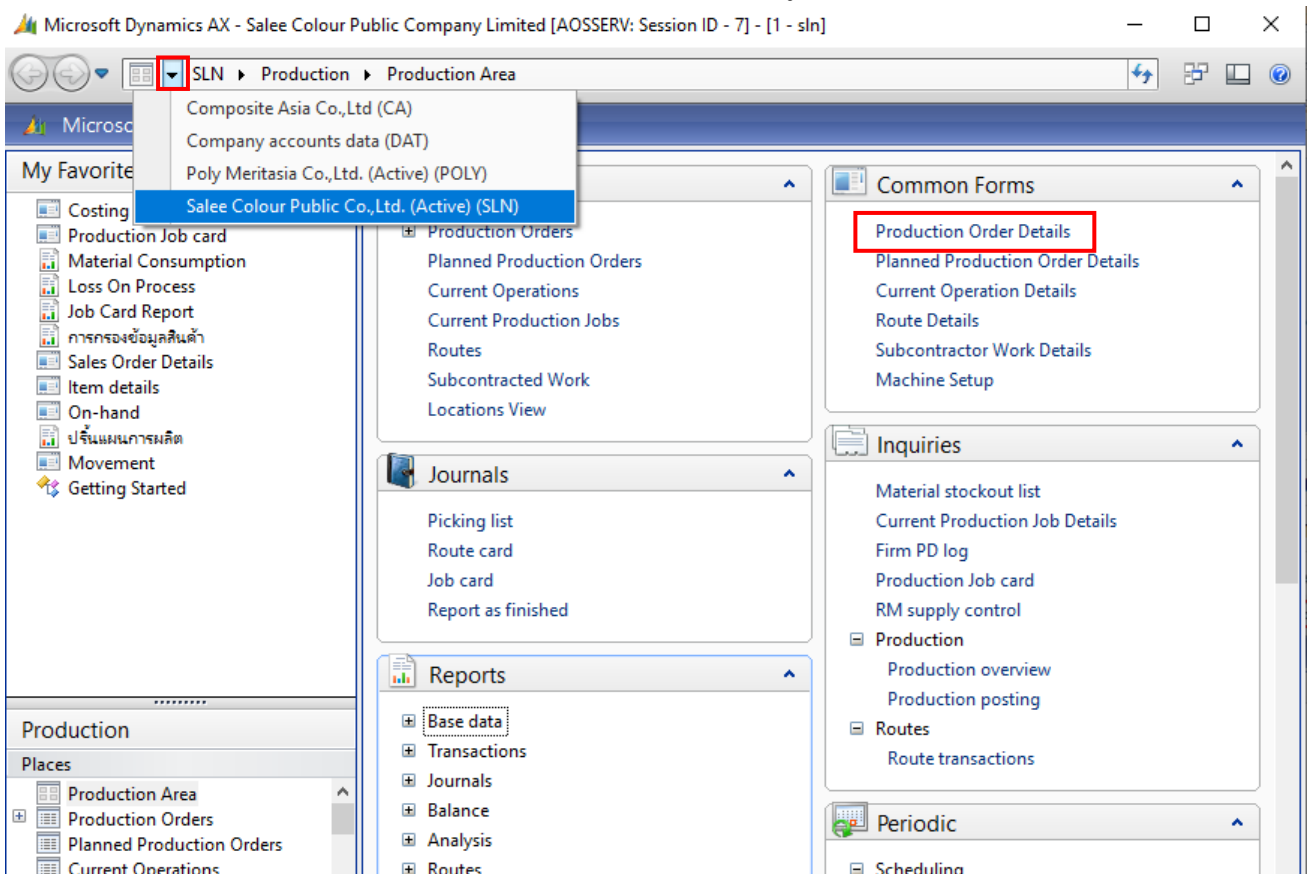 Microsoft Dynamics AX - Salee Colour Public Company Limited [AOSSERV: Session ID - 7] - [1 - sln]
SLN Production Production Area
Composite Asia Co.,Ltd (CA)
Company accounts data (DAT)
Poly Meritasia Co.,Ltd. (Active) (POLY)
Salee Colour Public Co.,Ltd. (Active) (SLN)
Microsc
My Favorite
Costing
Production Job card
Material Consumption
Loss On Process
Job Card Report
การกรองข้อมูลสินค้า
Sales Order Details
Item details
On-hand
ปริ้นแผนการผลิต
Movement
Getting Started
Production
Places
Production Area
Production Orders
Planned Production Orders
Current Operations
Production Orders
Planned Production Orders
Current Operations
Current Production Jobs
Routes
Subcontracted Work
Locations View
Journals
Picking list
Route card
Job card
Report as finished
Reports
Base data
Transactions
Journals
Balance
Analysis
Routes
Common Forms
Production Order Details
Planned Production Order Details
Current Operation Details
Route Details
Subcontractor Work Details
Machine Setup
Inquiries
Material stockout list
Current Production Job Details
Firm PD log
Production Job card
RM supply control
Production
Production overview
Production posting
Routes
Route transactions
Periodic
Scheduling